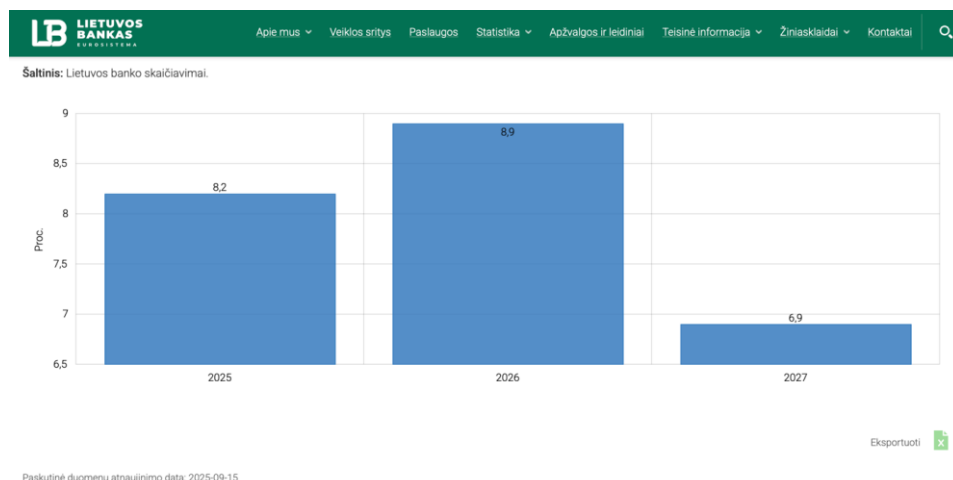 LIETUVOS
BANKAS
EUROSISTEMA
Apie mus Veiklos sritys Paslaugos Statistika Apžvalgos ir leidiniai Teisinė informacija Žiniasklaidai Kontaktai
Šaltinis: Lietuvos banko skaičiavimai.
9
8,9
8,5
8,2
8
Proc.
7,5
7
6,9
6,5
2025 2026 2027
Eksportuoti
Paskutinė duomenų atnaujinimo data: 2025-09-15